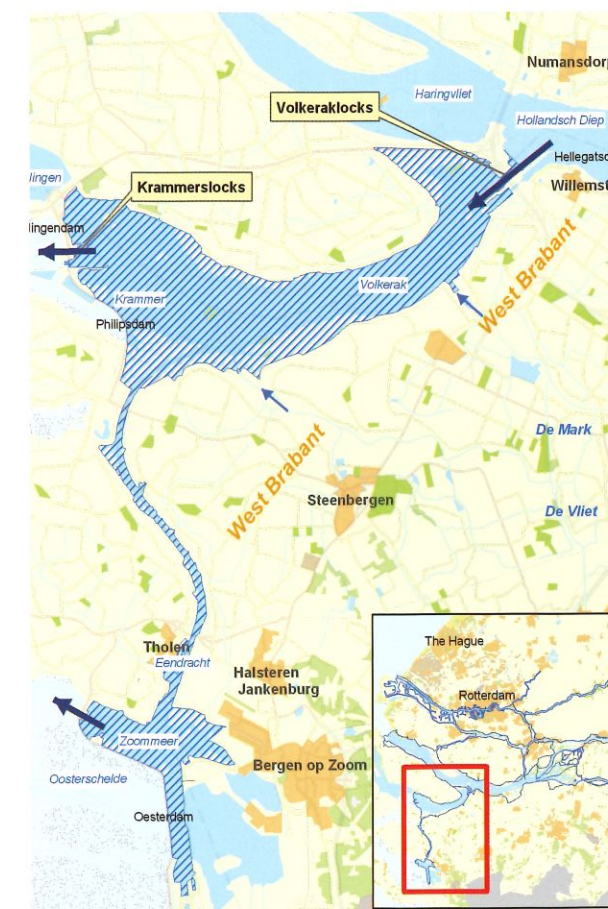 Numansdorp
Haringvliet
Volkeraklocks
Hollandsch Diep
Hellegatsd
Willemst
lingen
Krammerslocks
lingendam
Krammer
Volkerak
Philipsdam
West Brabant
West Brabant
De Mark
Steenbergen
De Vliet
Tholen
Eendracht
Halsteren
Jankenburg
Zoommeer
Bergen op Zoom
Oosterschelde
Oesterdam
The Hague
Rotterdam